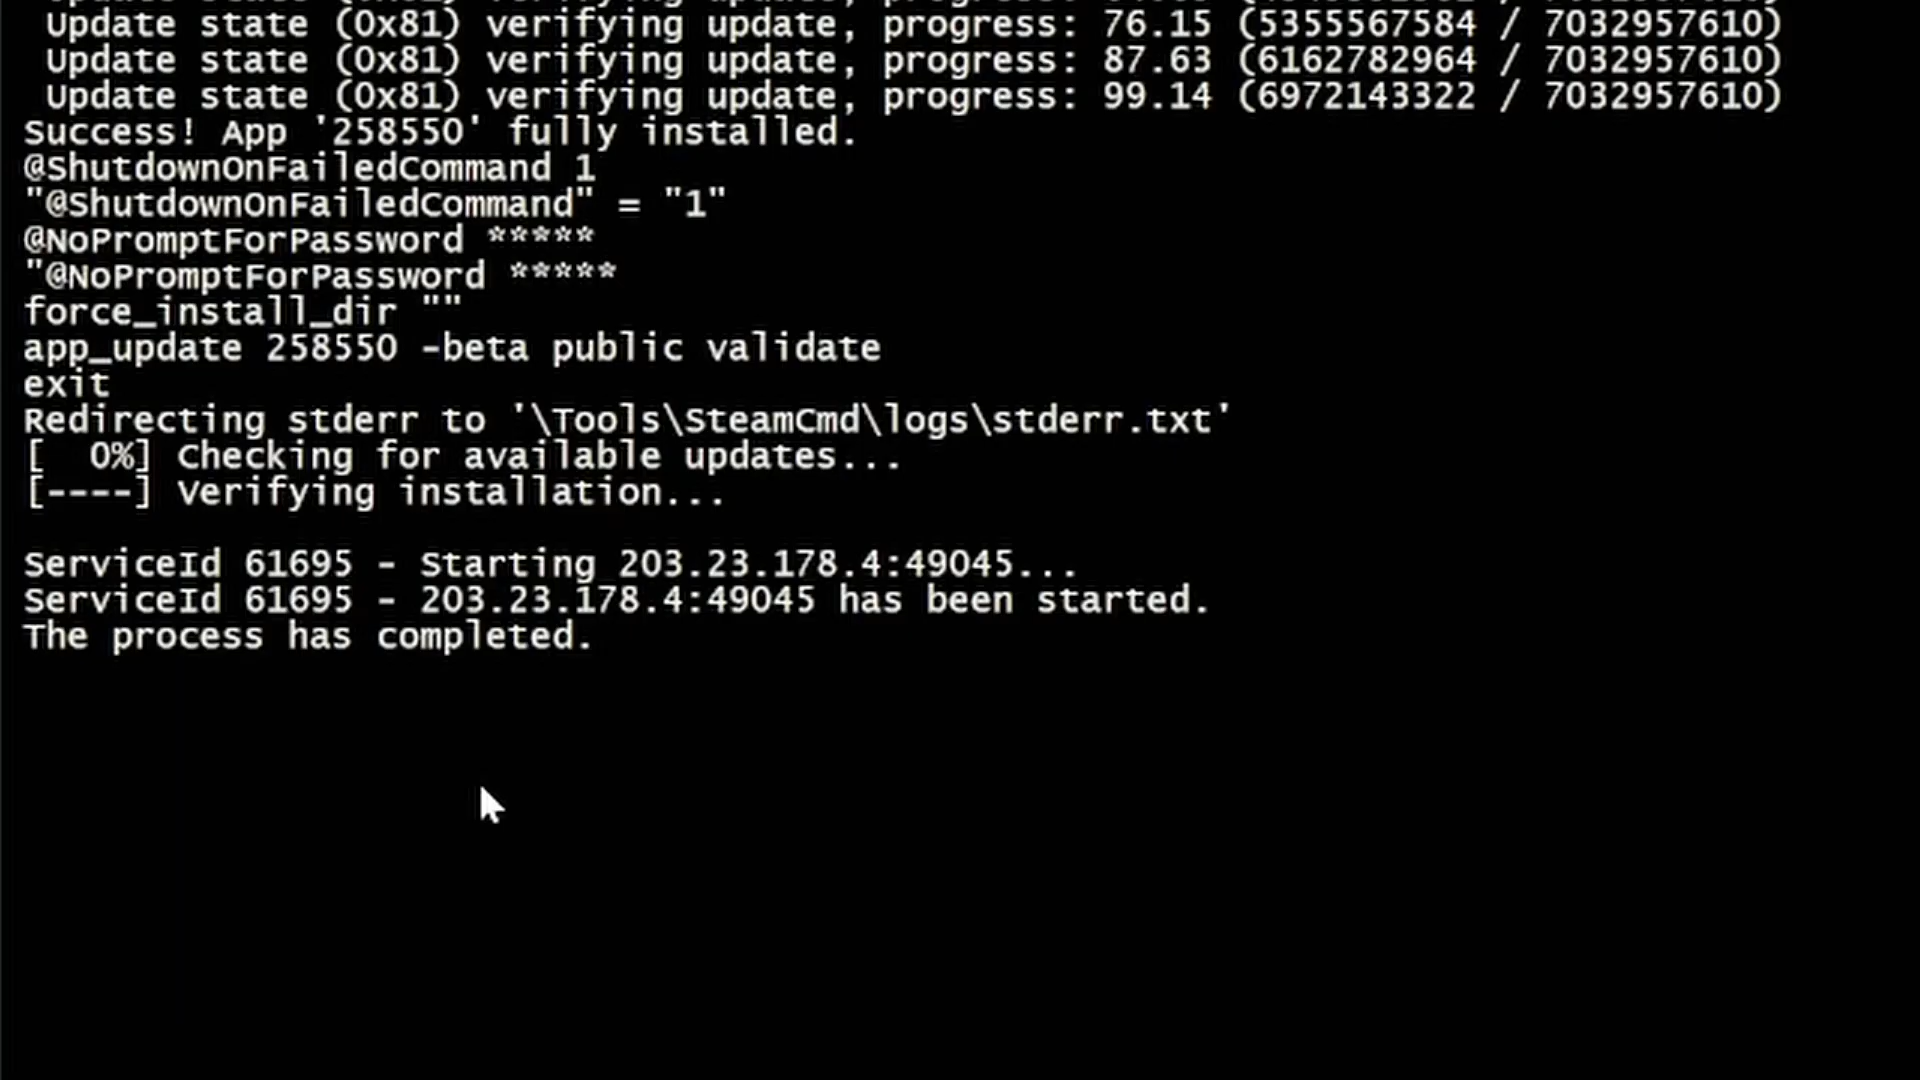 Update state (0x81) verifying update, progress: 76.15 (5355567584 / 7032957610)
Update state (0x81) verifying update, progress: 87.63 (6162782964 / 7032957610)
Update state (0x81) verifying update, progress: 99.14 (6972143322 / 7032957610)
Success! App '258550' fully installed.
@ShutdownOnFailedCommand 1
"@ShutdownOnFailedCommand" = "1"
@NoPromptForPassword *****
"@NoPromptForPassword *****
force_install_dir ""
app_update 258550 -beta public validate
exit
Redirecting stderr to '\Tools\SteamCmd\logs\stderr.txt'
[  0%] Checking for available updates...
[----] Verifying installation...
ServiceId 61695 - Starting 203.23.178.4:49045...
ServiceId 61695 - 203.23.178.4:49045 has been started.
The process has completed.